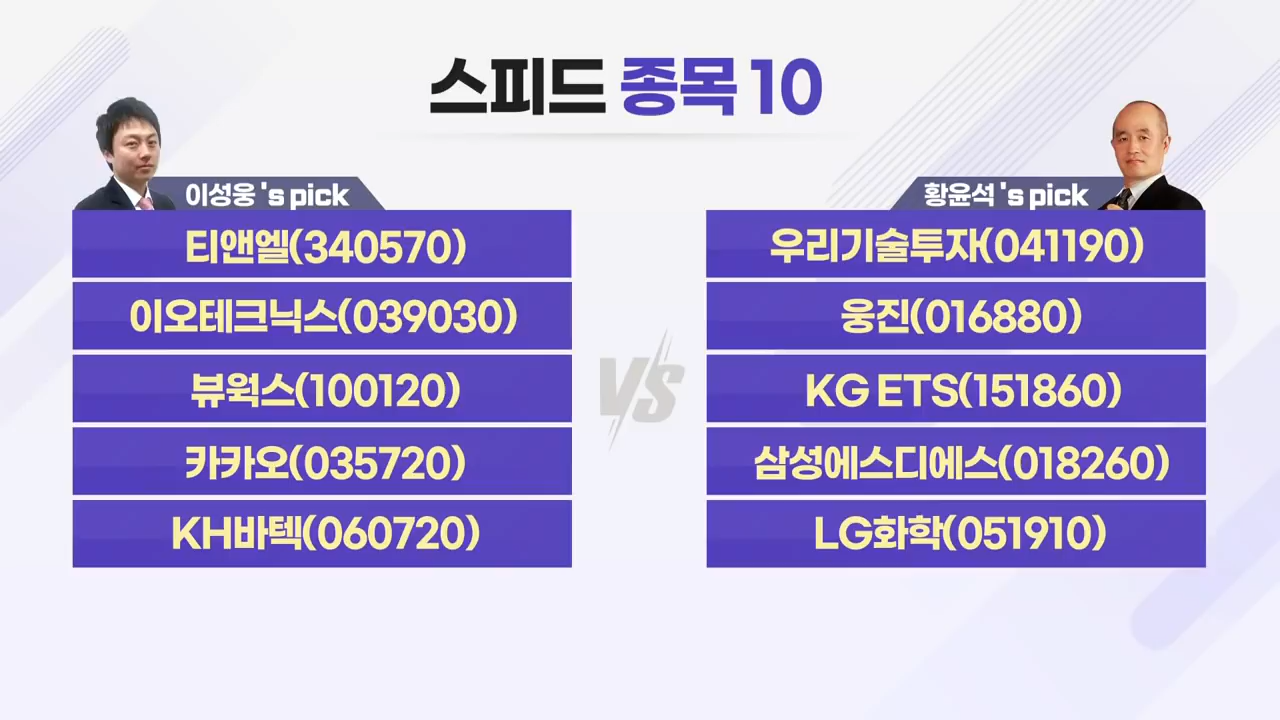 스피드 종목 10
이성웅 's pick
티앤엘(340570)
이오테크닉스(039030)
뷰웍스(100120)
카카오(035720)
KH바텍(060720)
VS
황윤석 's pick
우리기술투자(041190)
웅진(016880)
KG ETS(151860)
삼성에스디에스(018260)
LG화학(051910)